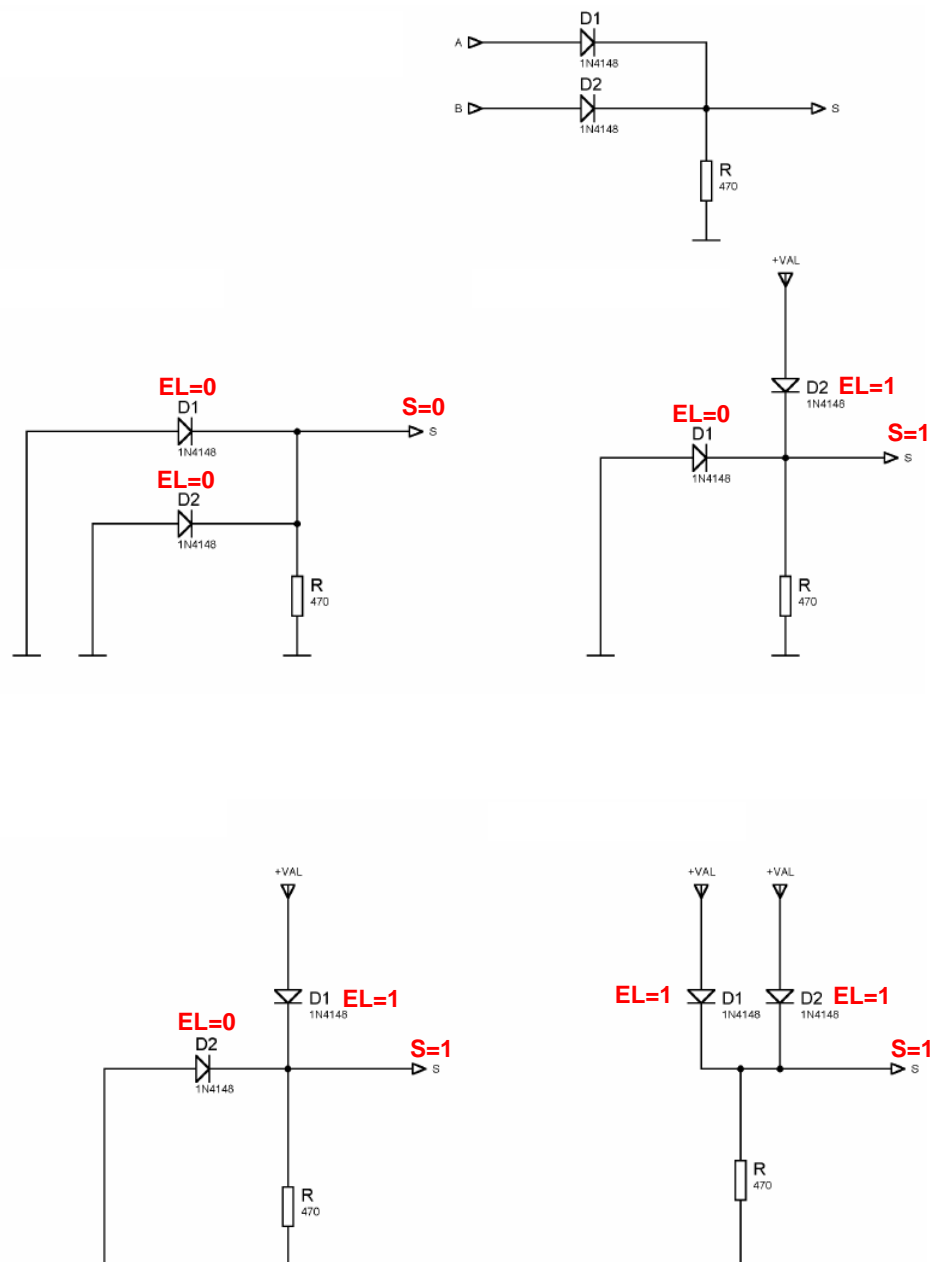 D1
A
1N4148
D2
B
S
1N4148
R
470
+VAL
EL=0
D1
S=0
S
1N4148
EL=0
D2
1N4148
R
470
D2 EL=1
1N4148
EL=0
D1
S=1
S
1N4148
R
470
+VAL
D1 EL=1
1N4148
EL=0
D2
S=1
S
1N4148
R
470
+VAL +VAL
EL=1 D1 D2 EL=1
1N4148 1N4148
S=1
S
R
470